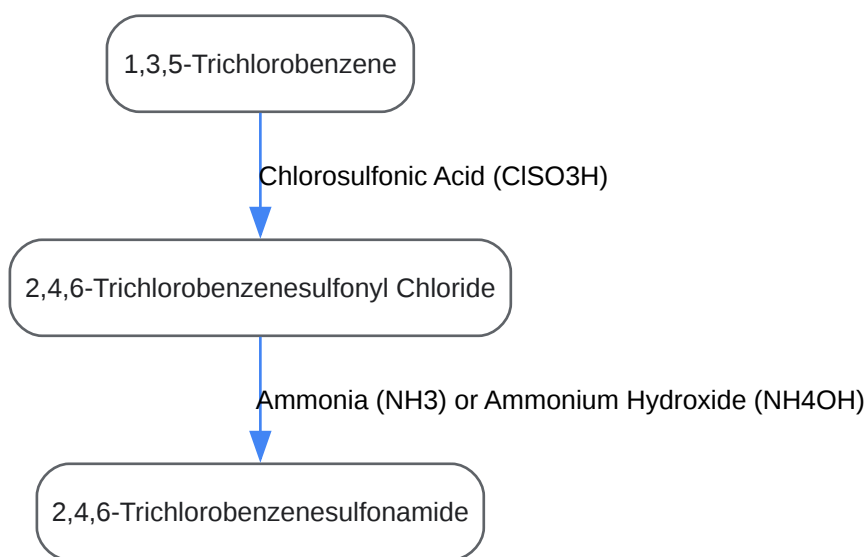 1,3,5-Trichlorobenzene
Chlorosulfonic Acid (ClSO3H)
2,4,6-Trichlorobenzenesulfonyl Chloride
Ammonia (NH3) or Ammonium Hydroxide (NH4OH)
2,4,6-Trichlorobenzenesulfonamide